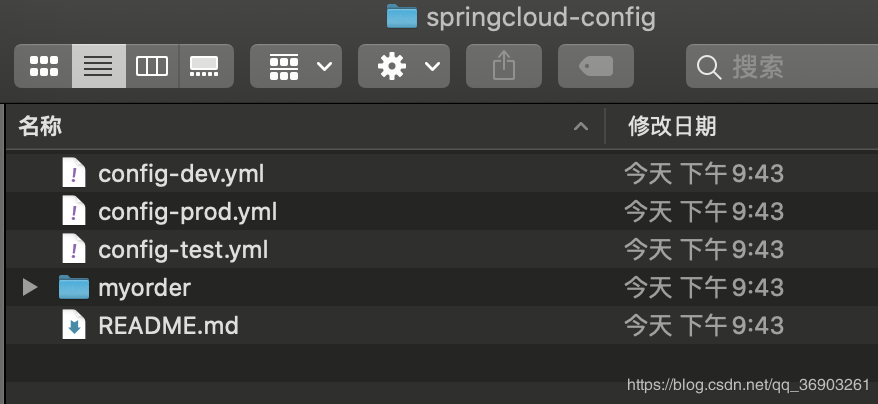 springcloud-config
搜索
名称 修改日期
config-dev.yml 今天 下午9:43
config-prod.yml 今天 下午9:43
config-test.yml 今天 下午9:43
myorder 今天 下午9:43
README.md 今天 下午9:43
https://blog.csdn.net/qq_36903261